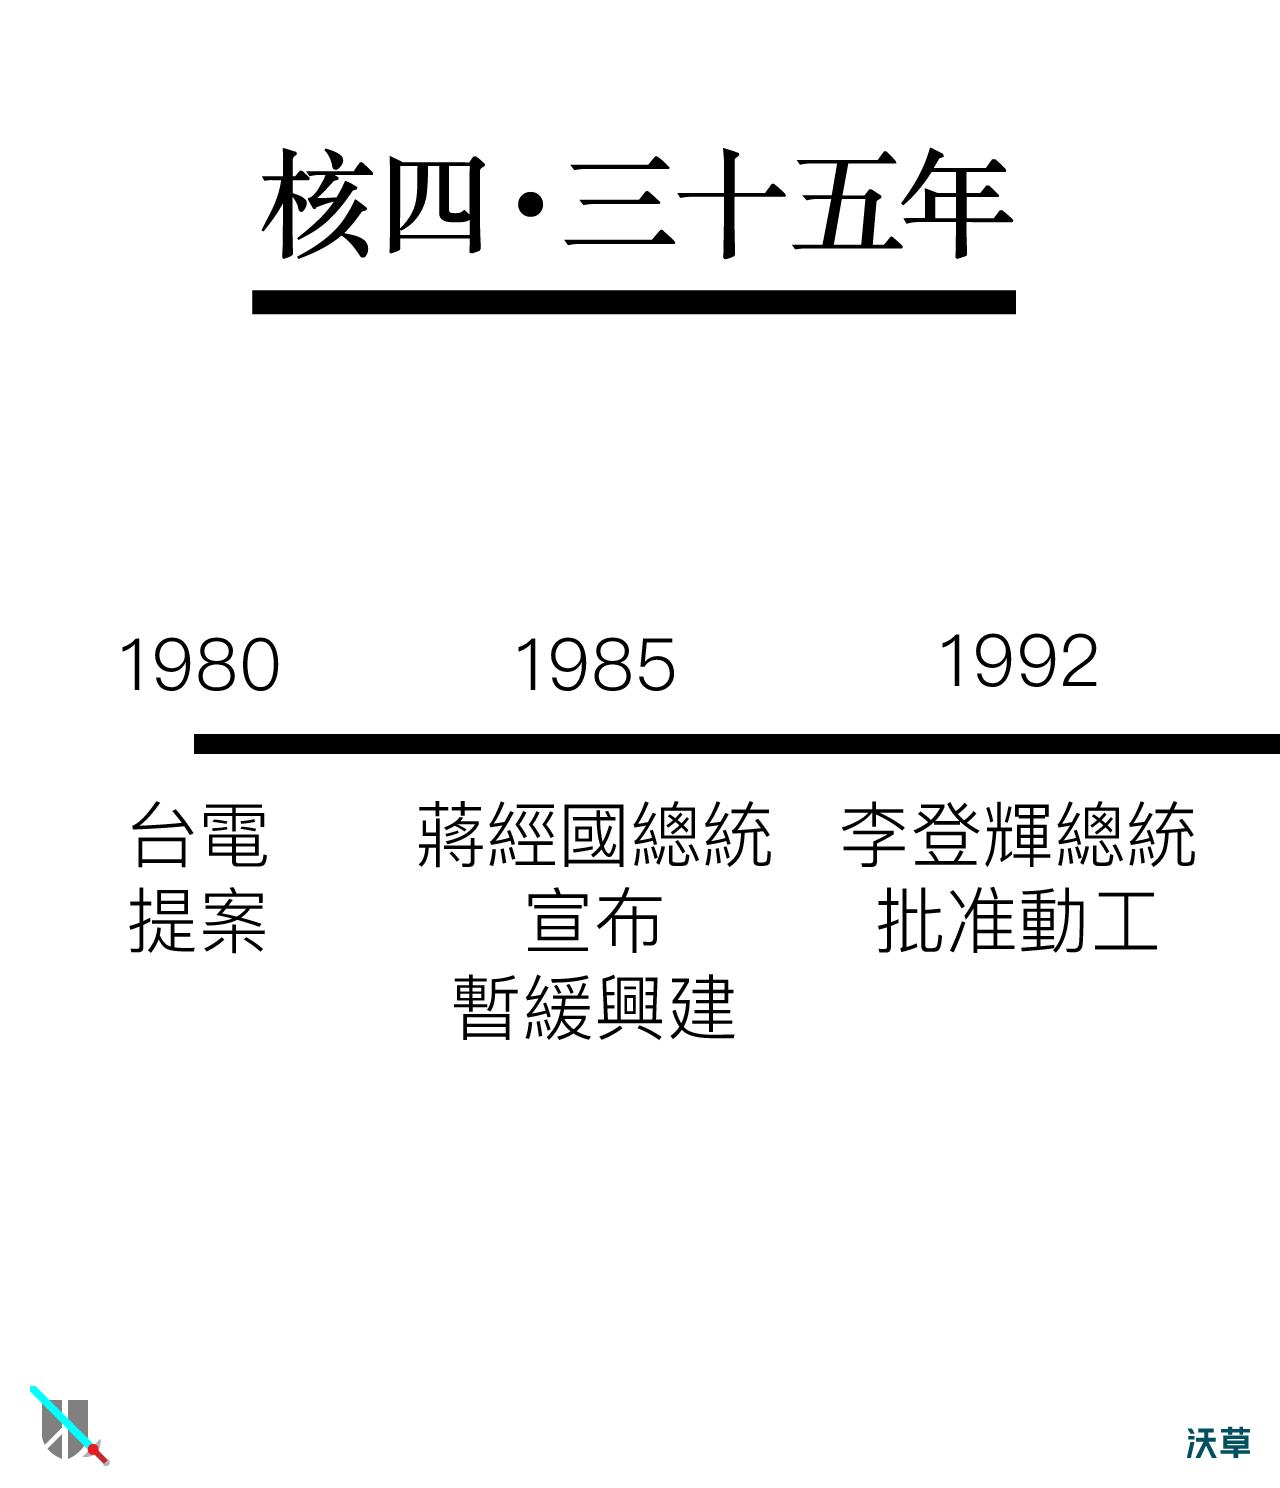 核四・三十五年
1980
台電
提案
1985
蔣經國總統
宣布
暫緩興建
1992
李登輝總統
批准動工
沃草